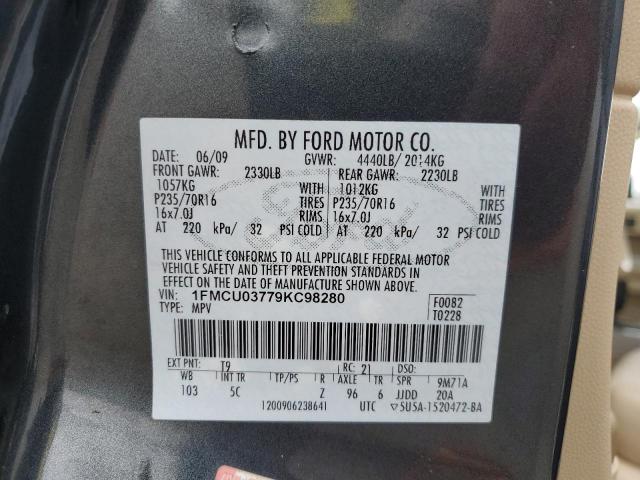 MFD. BY FORD MOTOR CO.
DATE: 06/09 GVWR: 4440LB/ 2014KG
FRONT GAWR: 2330LB REAR GAWR: 2230LB
1057KG WITH 1012KG WITH
P235/70R16 TIRES P235/70R16 TIRES
16x7.0J RIMS 16x7.0J RIMS
AT 220 kPa/ 32 PSI COLD AT 220 kPa/ 32 PSI COLD
THIS VEHICLE CONFORMS TO ALL APPLICABLE FEDERAL MOTOR
VEHICLE SAFETY AND THEFT PREVENTION STANDARDS IN
EFFECT ON THE DATE OF MANUFACTURE SHOWN ABOVE.
VIN: 1FMCU03779KC98280 F0082
TYPE: MPV T0228
EXT PNT: T9 RC: 21 DSO:
WB INT TR TP/PS R AXLE TR SPR 9M71A
103 5C Z 96 6 JJDD 20A
1200906238641 UTC ▽5USA-1520472-BA
Ford